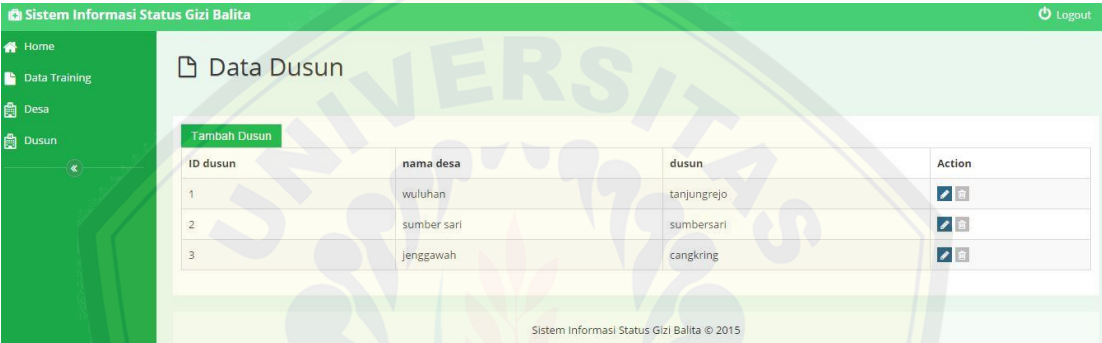 Sistem Informasi Status Gizi Balita Logout
Home
Data Training
Desa
Dusun
Data Dusun
Tambah Dusun
ID dusun nama desa dusun Action
1 wuluhan tanjungrejo
2 sumber sari sumbersari
3 jenggawah cangkring
Sistem Informasi Status Gizi Balita © 2015
UNIVERSITAS